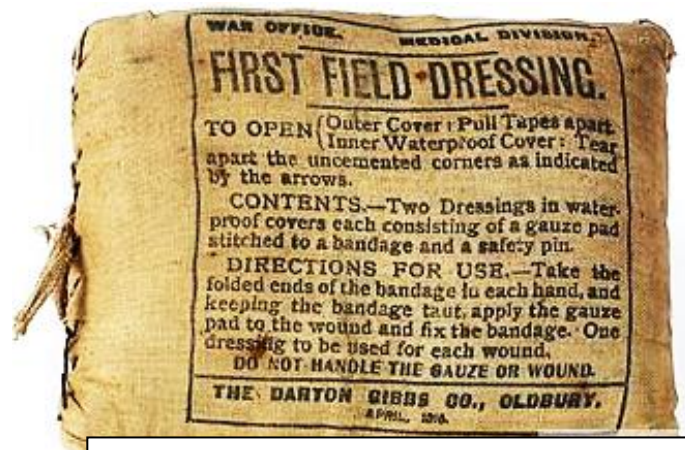 WAR OFFICE. MEDICAL DIVISION.
FIRST FIELD DRESSING.
TO OPEN { Outer Cover: Pull Tapes apart.
Inner Waterproof Cover: Tear
apart the uncemented corners as indicated
by the arrows.
CONTENTS.—Two Dressings in water-
proof covers each consisting of a gauze pad
stitched to a bandage and a safety pin.
DIRECTIONS FOR USE.—Take the
folded ends of the bandage in each hand, and
keeping the bandage taut, apply the gauze
pad to the wound and fix the bandage. One
dressing to be used for each wound.
DO NOT HANDLE THE GAUZE OR WOUND.
THE DARTON GIBBS CO., OLDBURY.
APRIL,